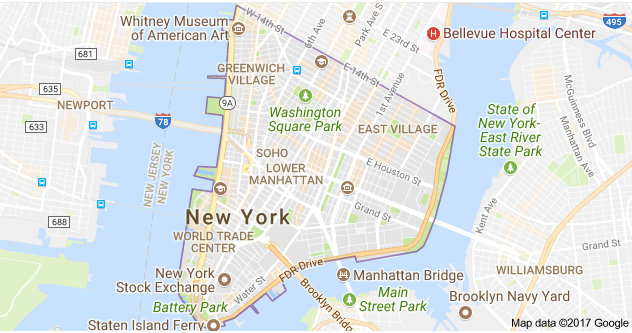 Whitney Museum
of American Art
W-14th St
6th Ave
Park Ave S
E 23rd St
Bellevue Hospital Center
495
681
GREENWICH
VILLAGE
E-14th St
FDR Drive
635
NEWPORT
9A
1st Avenue
McGuinness Blvd
Manhattan Ave
633
78
Washington
Square Park
EAST VILLAGE
State of
New York-
East River
State Park
NEW JERSEY
NEW YORK
SOHO
LOWER
MANHATTAN
E Houston St
688
New York
Grand St
Kent Ave
Grand St
WORLD TRADE
CENTER
FDR-Drive
Manhattan Bridge
WILLIAMSBURG
New York
Stock Exchange
Water St
Main
Street Park
Brooklyn Navy Yard
Battery Park
Brooklyn Bridge
Staten Island Ferry
Map data ©2017 Google